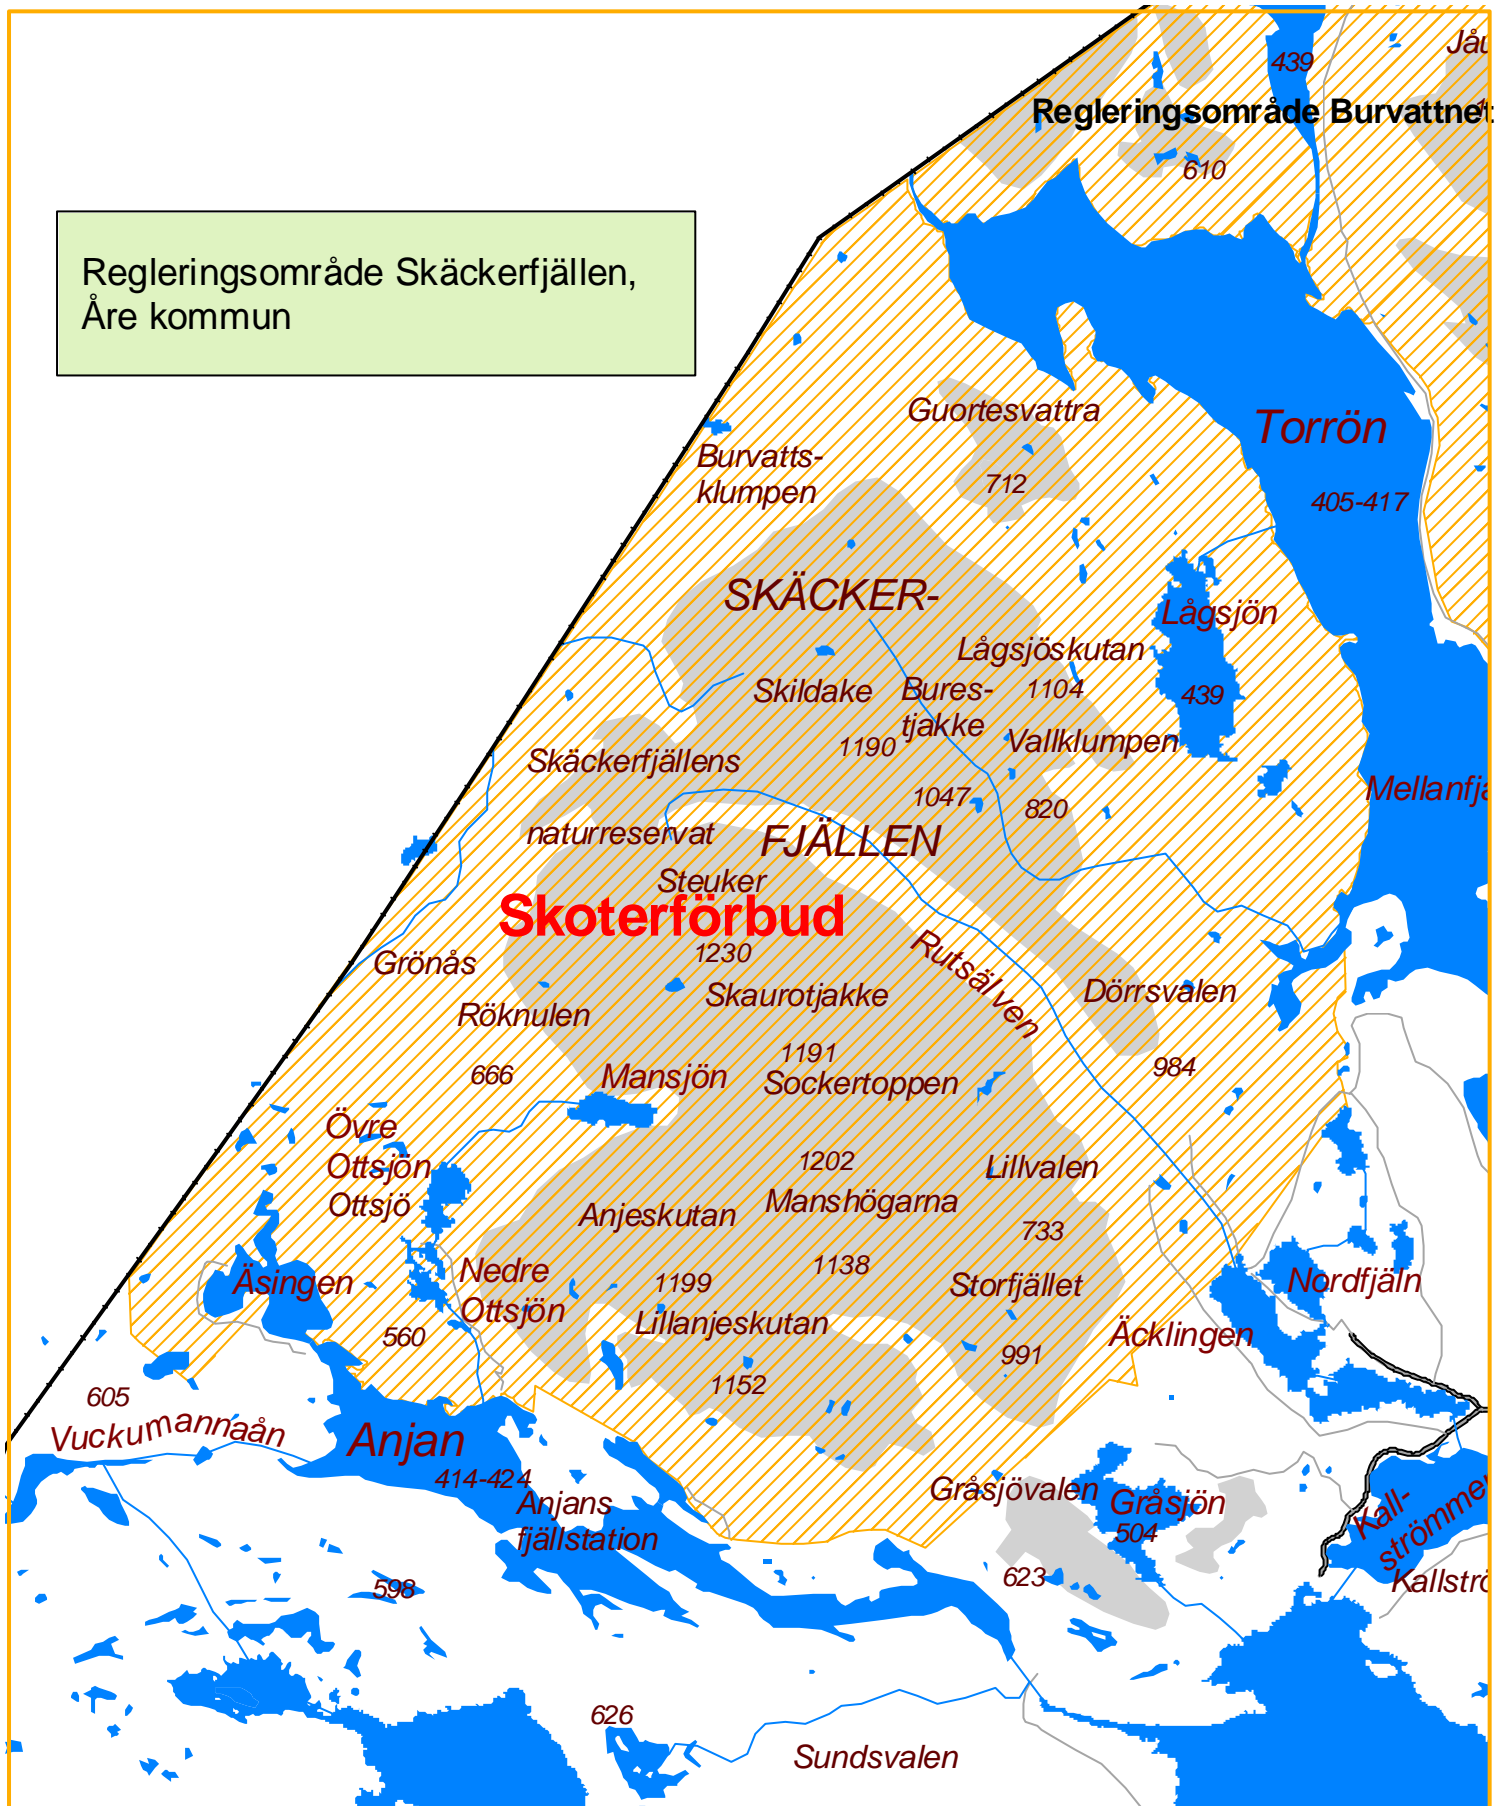 439
Regleringsområde Burvattnet
610
Regleringsområde Skäckerfjällen,
Åre kommun
Guortesvattra
712
Torrön
405-417
Burvatts-
klumpen
SKÄCKER-
Lågsjön
Lågsjöskutan
1104
439
Skildake
Bures-
tjakke
1190
Vallklumpen
Skäckerfjällens
1047
820
naturreservat
FJÄLLEN
Steuker
Skoterförbud
1230
Grönås
Rutsälven
Skaurotjakke
Dörrsvalen
Röknulen
1191
984
666
Mansjön
Sockertoppen
Övre
Ottsjön
Ottsjö
1202
Lillvalen
Anjeskutan
Manshögarna
733
Äsingen
Nedre
Ottsjön
1199
1138
Storfjället
Nordfjäln
560
Lillanjeskutan
Äcklingen
991
1152
605
Vuckumannaån
Anjan
414-424
Anjans
fjällstation
Gråsjövalen
Gråsjön
504
Kall-
598
623
626
Sundsvalen